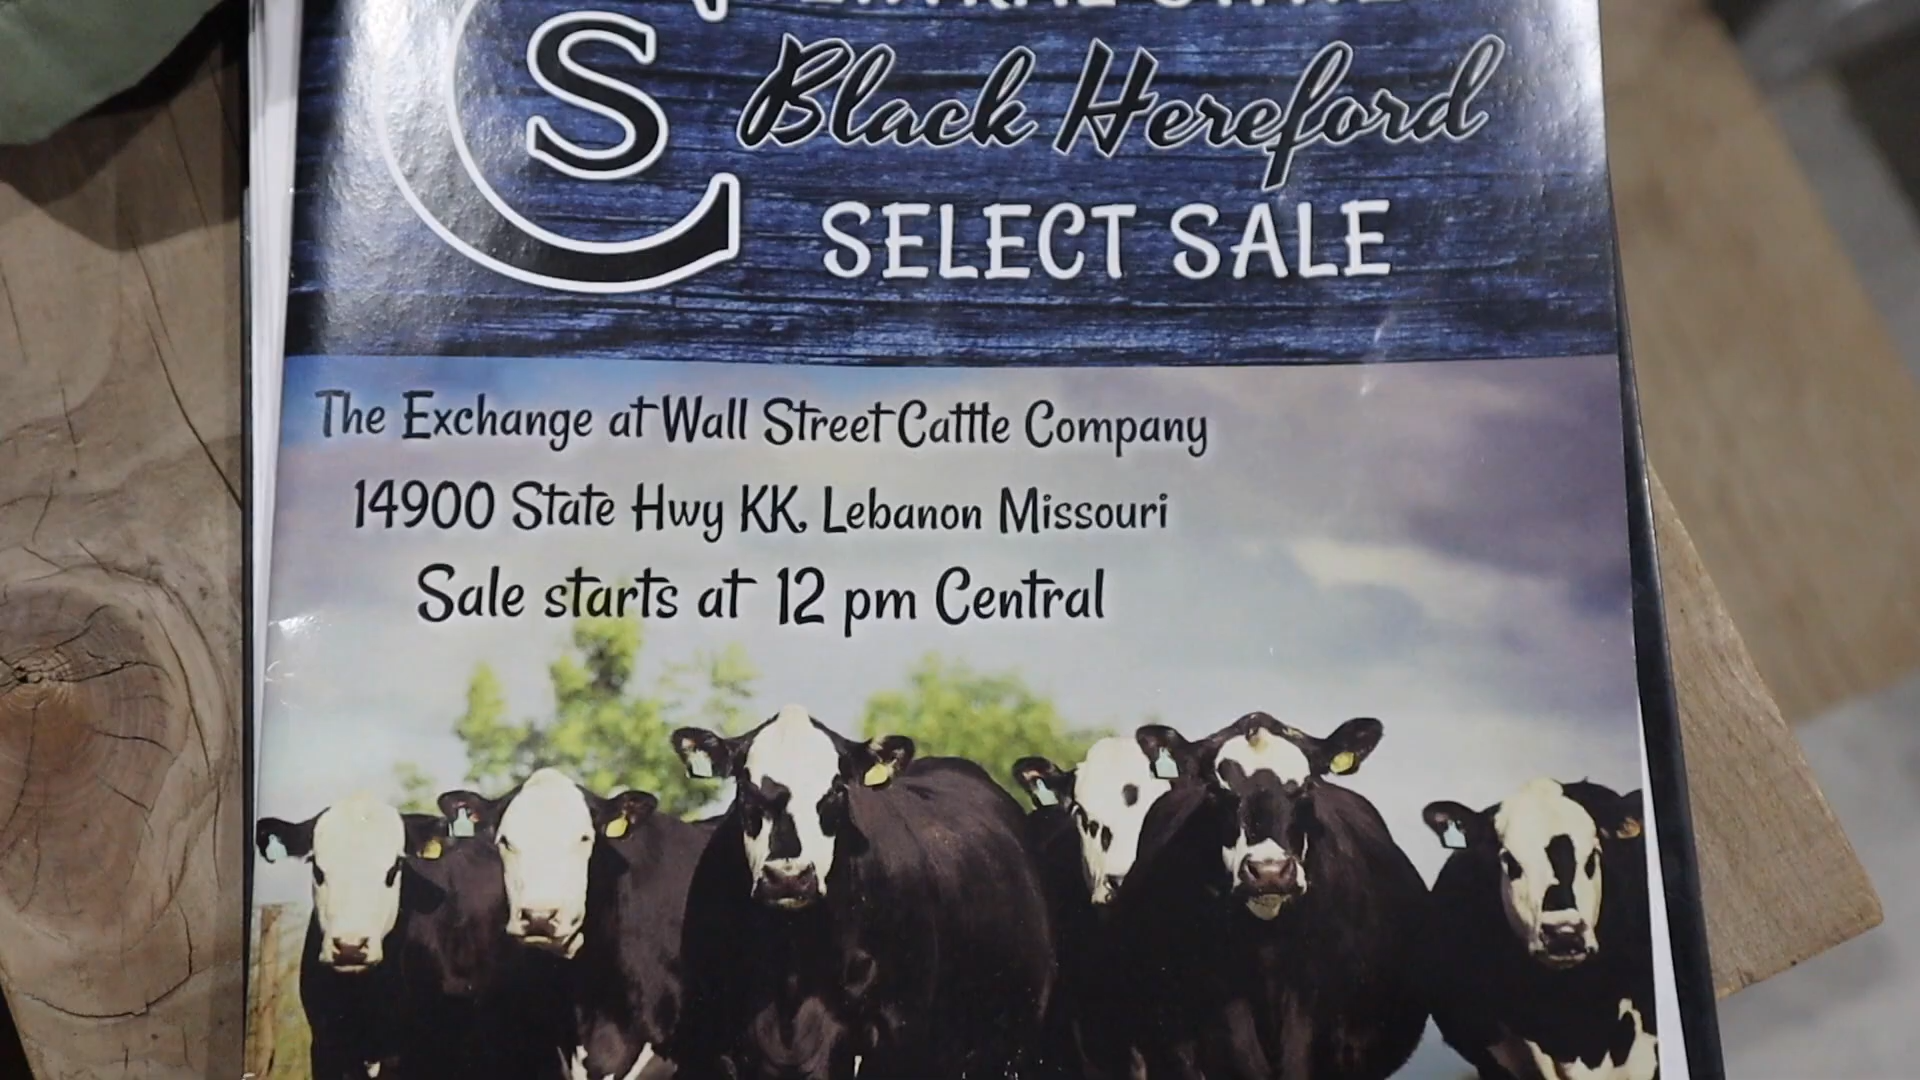 S
Black Hereford
SELECT SALE
The Exchange at Wall Street Cattle Company
14900 State Hwy KK, Lebanon Missouri
Sale starts at 12 pm Central